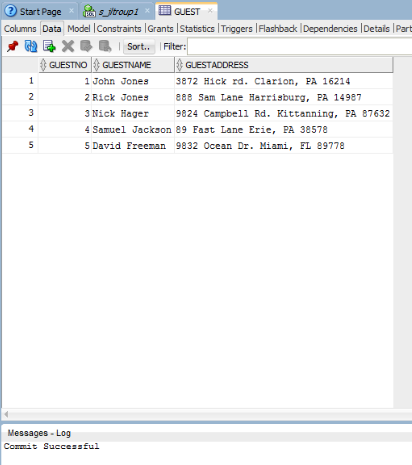 Start Page s_jltroup1 GUEST
Columns Data Model Constraints Grants Statistics Triggers Flashback Dependencies Details Part
Sort.. Filter:
GUESTNO GUESTNAME GUESTADDRESS
1 1 John Jones 3872 Hick rd. Clarion, PA 16214
2 2 Rick Jones 888 Sam Lane Harrisburg, PA 14987
3 3 Nick Hager 9824 Campbell Rd. Kittanning, PA 87632
4 4 Samuel Jackson 89 Fast Lane Erie, PA 38578
5 5 David Freeman 9832 Ocean Dr. Miami, FL 89778
Messages - Log
Commit Successful